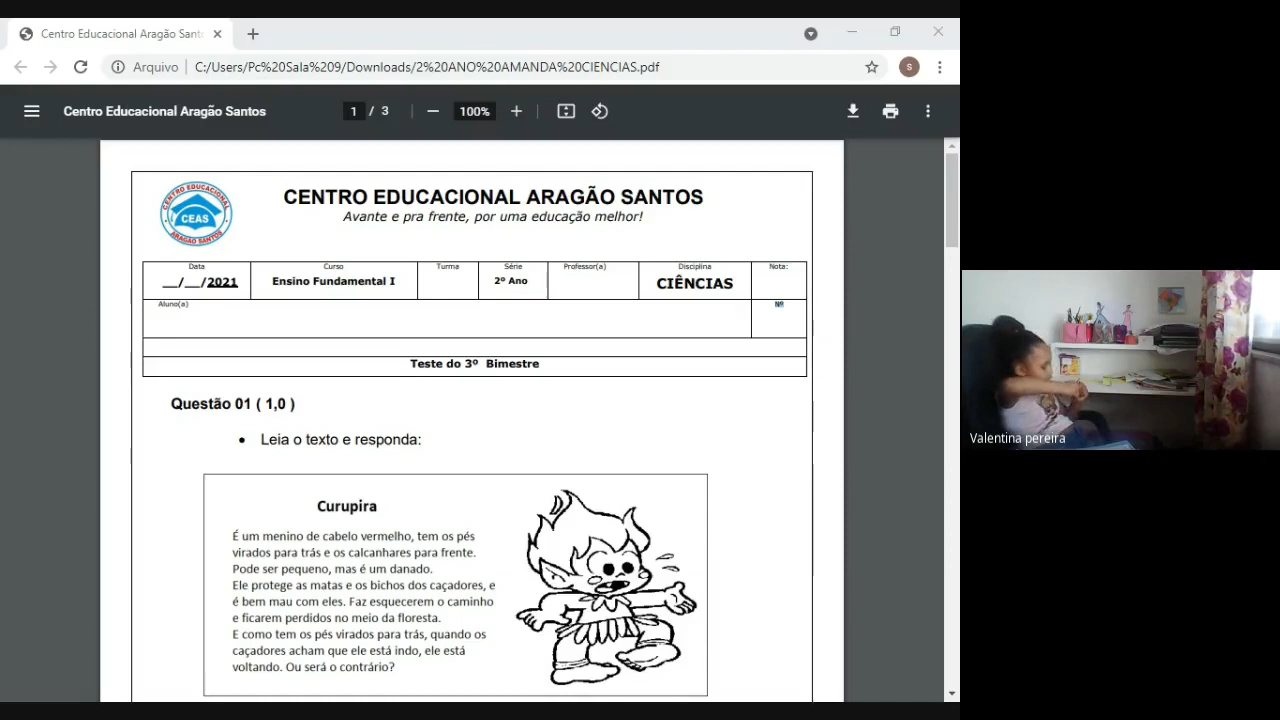 Centro Educacional Aragão Sant
Arquivo
C:/Users/Pc%20Sala%209/Downloads/2%20ANO%20AMANDA%20CIENCIAS.pdf
S
Centro Educacional Aragão Santos
1 / 3
100%
CENTRO EDUCACIONAL
CEAS
ARAGÃO SANTOS
CENTRO EDUCACIONAL ARAGÃO SANTOS
Avante e pra frente, por uma educação melhor!
Data
__/__/2021
Curso
Ensino Fundamental I
Turma
Série
2º Ano
Professor(a)
Disciplina
CIÊNCIAS
Nota:
Aluno(a)
Nº
Teste do 3º Bimestre
Questão 01 ( 1,0 )
• Leia o texto e responda:
Curupira
É um menino de cabelo vermelho, tem os pés
virados para trás e os calcanhares para frente.
Pode ser pequeno, mas é um danado.
Ele protege as matas e os bichos dos caçadores, e
é bem mau com eles. Faz esquecerem o caminho
e ficarem perdidos no meio da floresta.
E como tem os pés virados para trás, quando os
caçadores acham que ele está indo, ele está
voltando. Ou será o contrário?
Valentina pereira